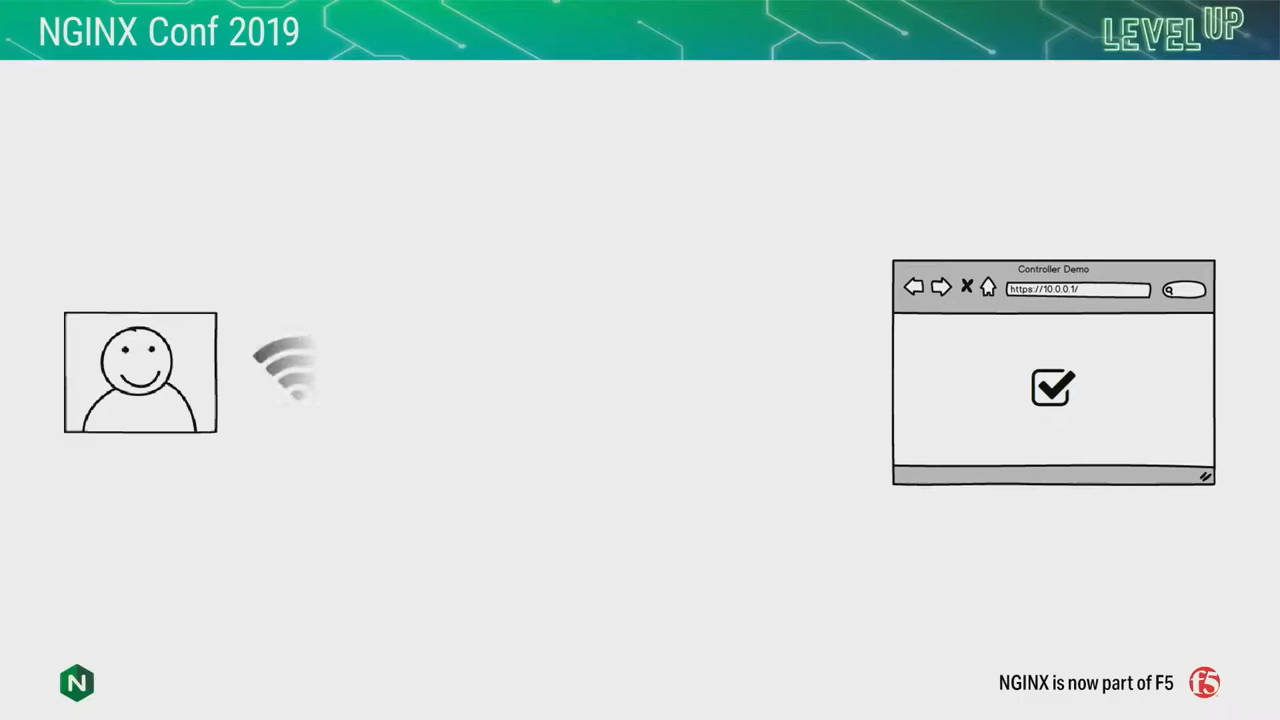 NGINX Conf 2019
LEVEL UP
Controller Demo
https://10.0.0.1/
N
NGINX is now part of F5
f5